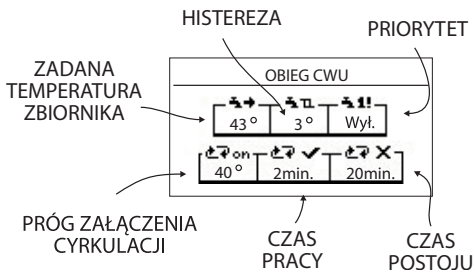 HISTEREZA
PRIORYTET
ZADANA
TEMPERATURA
ZBIORNIKA
OBIEG CWU
1!
43° 3° Wył.
on
40° 2min. 20min.
PRÓG ZAŁĄCZENIA
CYRKULACJI
CZAS
PRACY
CZAS
POSTOJU